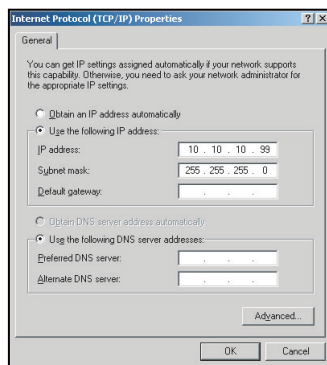 Internet Protocol (TCP/IP) Properties
General
You can get IP settings assigned automatically if your network supports
this capability. Otherwise, you need to ask your network administrator for
the appropriate IP settings.
Obtain an IP address automatically
Use the following IP address:
IP address: 10 . 10 . 10 . 99
Subnet mask: 255 . 255 . 255 . 0
Default gateway: . . .
Obtain DNS server address automatically
Use the following DNS server addresses:
Preferred DNS server: . . .
Alternate DNS server: . . .
Advanced...
OK Cancel